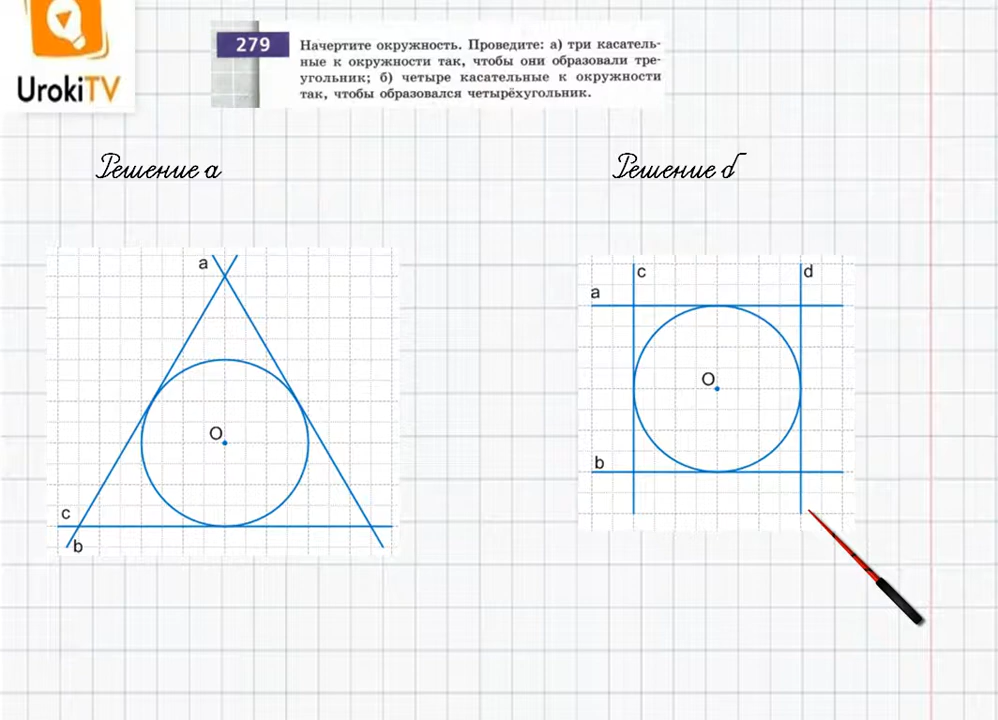 UrokiTV
279
Начертите окружность. Проведите: а) три касатель-
ные к окружности так, чтобы они образовали тре-
угольник; б) четыре касательные к окружности
так, чтобы образовался четырёхугольник.
Решение а
Решение б
a
O
c
b
c
d
a
O
b